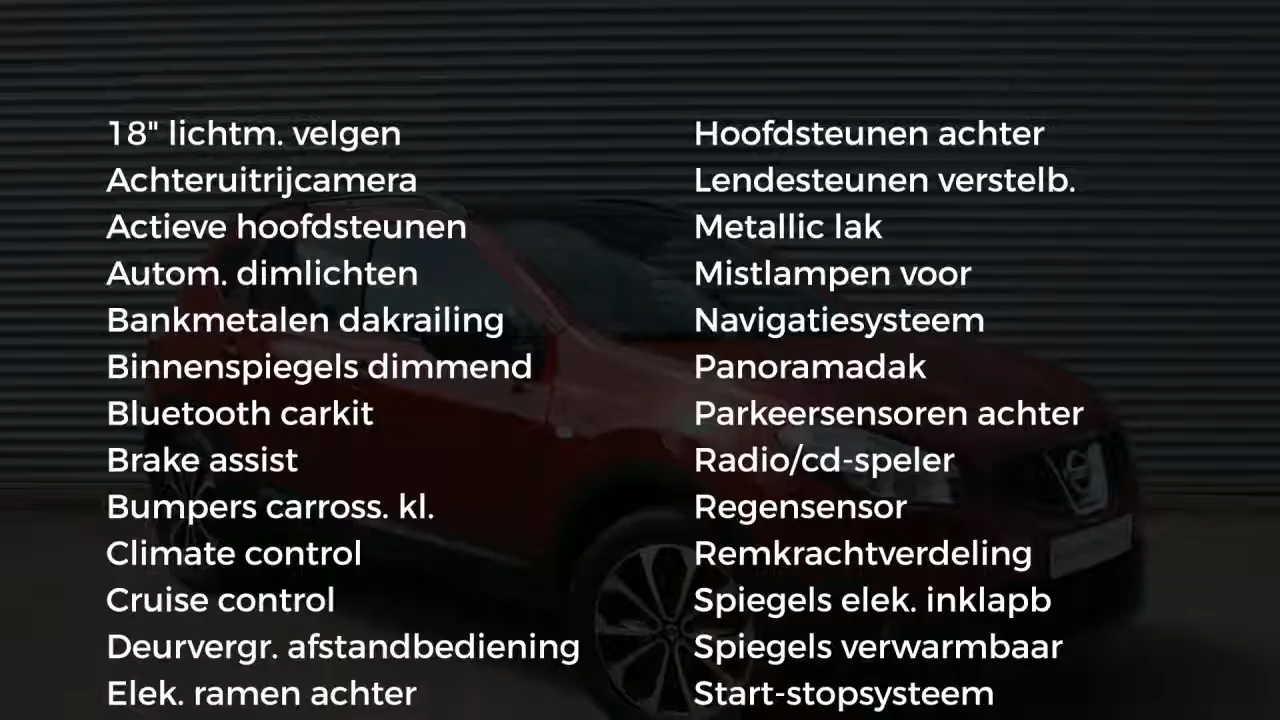 18" lichtm. velgen
Achteruitrijcamera
Actieve hoofdsteunen
Autom. dimlichten
Bankmetalen dakrailing
Binnenspiegels dimmend
Bluetooth carkit
Brake assist
Bumpers carross. kl.
Climate control
Cruise control
Deurvergr. afstandbediening
Elek. ramen achter
Hoofdsteunen achter
Lendesteunen verstelb.
Metallic lak
Mistlampen voor
Navigatiesysteem
Panoramadak
Parkeersensoren achter
Radio/cd-speler
Regensensor
Remkrachtverdeling
Spiegels elek. inklapb
Spiegels verwarmbaar
Start-stopsysteem